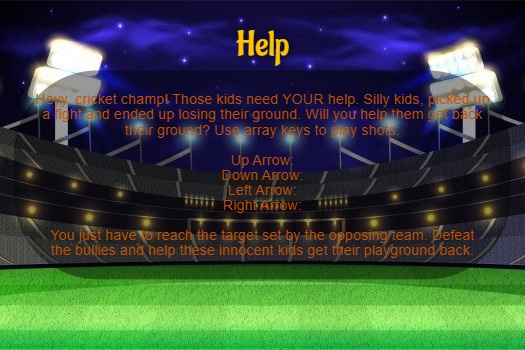 Help
Heyy, cricket champ! Those kids need YOUR help. Silly kids, picked up
a fight and ended up losing their ground. Will you help them get back
their ground? Use array keys to play shots.
Up Arrow:
Down Arrow:
Left Arrow:
Right Arrow:
You just have to reach the target set by the opposing team. Defeat
the bullies and help these innocent kids get their playground back.